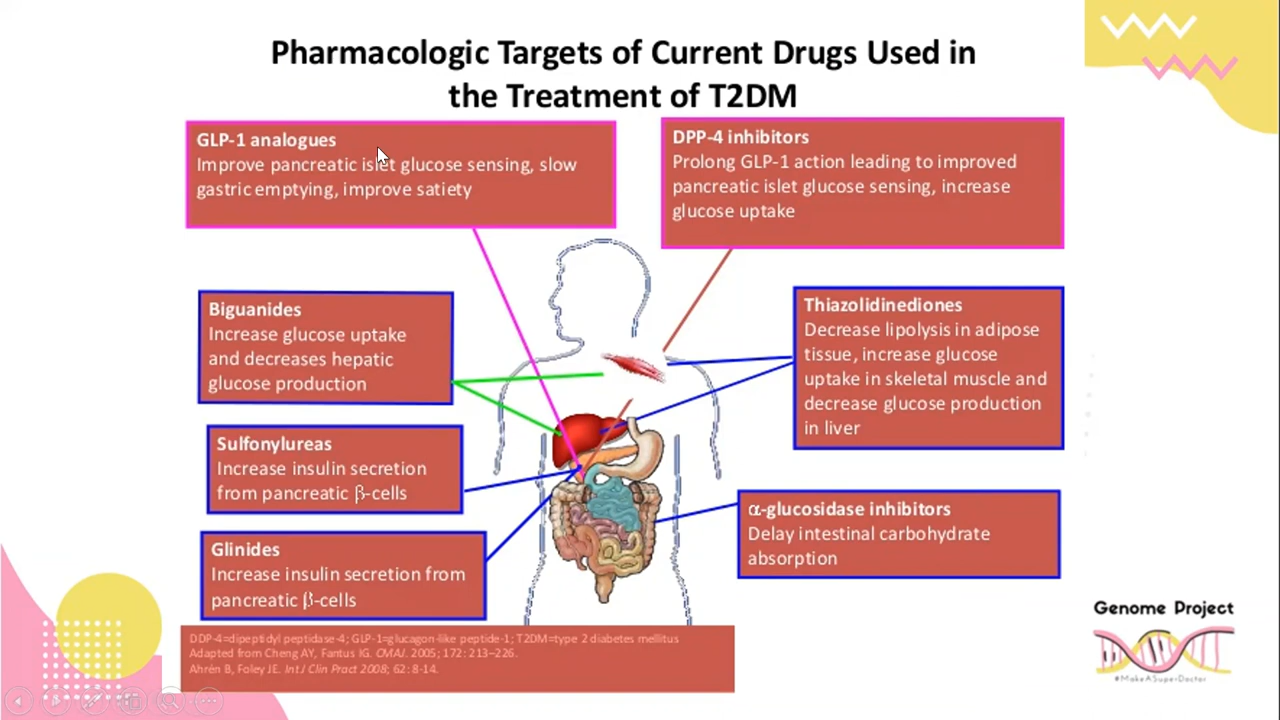 Pharmacologic Targets of Current Drugs Used in
the Treatment of T2DM
GLP-1 analogues
Improve pancreatic islet glucose sensing, slow
gastric emptying, improve satiety
DPP-4 inhibitors
Prolong GLP-1 action leading to improved
pancreatic islet glucose sensing, increase
glucose uptake
Biguanides
Increase glucose uptake
and decreases hepatic
glucose production
Thiazolidinediones
Decrease lipolysis in adipose
tissue, increase glucose
uptake in skeletal muscle and
decrease glucose production
in liver
Sulfonylureas
Increase insulin secretion
from pancreatic β-cells
α-glucosidase inhibitors
Delay intestinal carbohydrate
absorption
Glinides
Increase insulin secretion from
pancreatic β-cells
DDP-4=dipeptidyl peptidase-4; GLP-1=glucagon-like peptide-1; T2DM=type 2 diabetes mellitus
Adapted from Cheng AY, Fantus IG. CMAJ. 2005; 172: 213–226.
Ahrén B, Foley JE. Int J Clin Pract 2008; 62: 8-14.
Genome Project
#MakeASuperDoctor